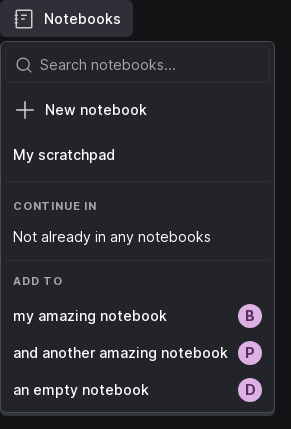 Notebooks
Search notebooks...
New notebook
My scratchpad
CONTINUE IN
Not already in any notebooks
ADD TO
my amazing notebook B
and another amazing notebook P
an empty notebook D